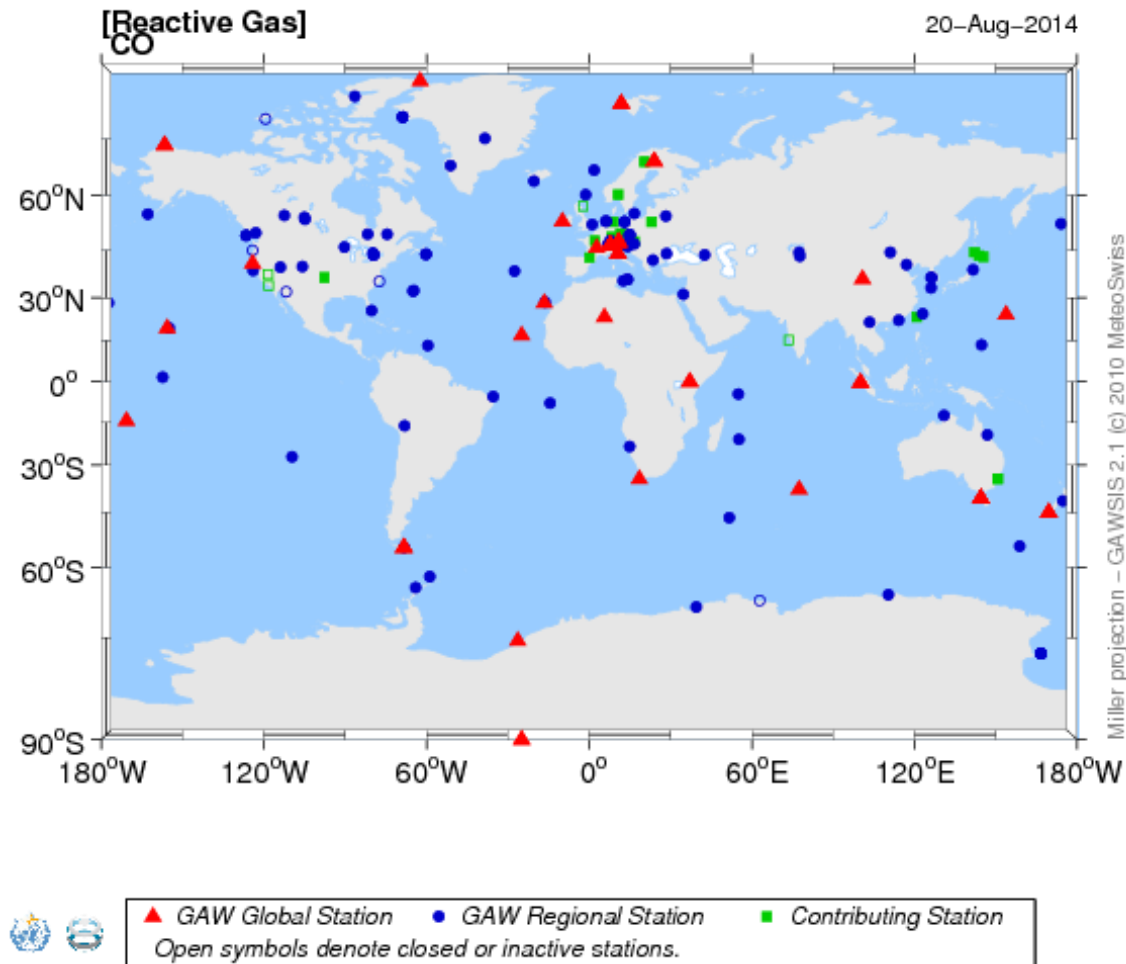 [Reactive Gas]
CO
20-Aug-2014
60°N
30°N
0°
30°S
60°S
90°S
180°W 120°W 60°W 0° 60°E 120°E 180°W
Miller projection - GAWSIS 2.1 (c) 2010 MeteoSwiss
GAW Global Station GAW Regional Station Contributing Station
Open symbols denote closed or inactive stations.